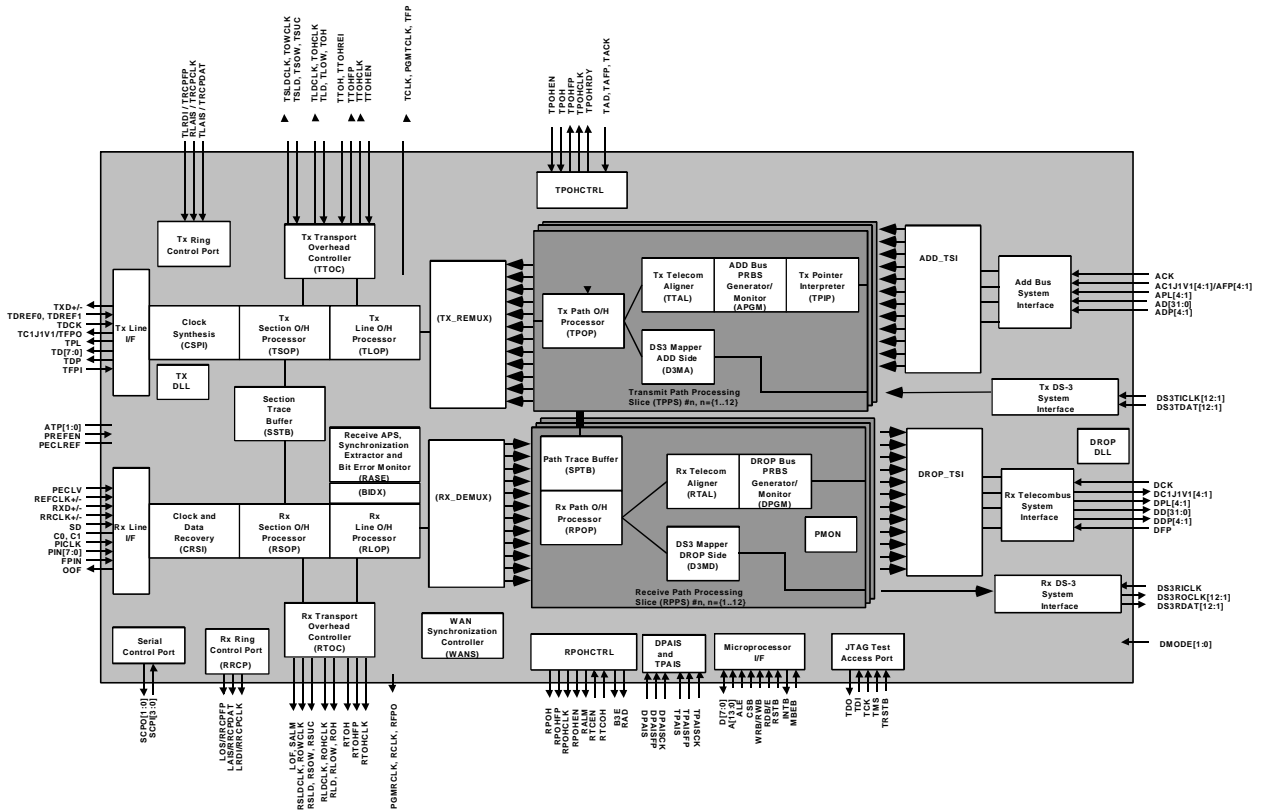 TLRDI / TRCPFP
RLAIS / TRCPCLK
TLAIS / TRCPDAT
TSLDCLK, TOWCLK
TSLD, TSOW, TSUC
TLDCLK, TOHCLK
TLD, TLOW, TOH
TTOH, TTOHREI
TTOHFP
TTOHCLK
TTOHEN
TCLK, PGMTCLK, TFP
TPOHEN
TPOH
TPOHFP
TPOHCLK
TPOHRDY
TAD, TAFP, TACK
TPOHCTRL
Tx Ring
Control Port
Tx Transport
Overhead
Controller
(TTOC)
TXD+/-
TDREF0, TDREF1
TDCK
TC1J1V1/TFPO
TPL
TD[7:0]
TDP
TFPI
Tx Line
I/F
Clock
Synthesis
(CSPI)
Tx
Section O/H
Processor
(TSOP)
Tx
Line O/H
Processor
(TLOP)
(TX_REMUX)
Tx Path O/H
Processor
(TPOP)
Tx Telecom
Aligner
(TTAL)
ADD Bus
PRBS
Generator/
Monitor
(APGM)
Tx Pointer
Interpreter
(TPIP)
DS3 Mapper
ADD Side
(D3MA)
Transmit Path Processing
Slice (TPPS) #n, n={1..12}
ADD_TSI
Add Bus
System
Interface
ACK
AC1J1V1[4:1]/AFP[4:1]
APL[4:1]
AD[31:0]
ADP[4:1]
TX
DLL
Section
Trace
Buffer
(SSTB)
Tx DS-3
System
Interface
DS3TICLK[12:1]
DS3TDAT[12:1]
ATP[1:0]
PREFEN
PECLREF
Receive APS,
Synchronization
Extractor and
Bit Error Monitor
(RASE)
(BIDX)
(RX_DEMUX)
Path Trace Buffer
(SPTB)
Rx Path O/H
Processor
(RPOP)
Rx Telecom
Aligner
(RTAL)
DROP Bus
PRBS
Generator/
Monitor
(DPGM)
DS3 Mapper
DROP Side
(D3MD)
PMON
Receive Path Processing
Slice (RPPS) #n, n={1..12}
DROP_TSI
DROP
DLL
Rx Telecombus
System
Interface
DCK
DC1J1V1[4:1]
DPL[4:1]
DD[31:0]
DDP[4:1]
DFP
PECLV
REFCLK+/-
RXD+/-
RRCLK+/-
SD
C0, C1
PICLK
PIN[7:0]
FPIN
OOF
Rx Line
I/F
Clock and
Data
Recovery
(CRSI)
Rx
Section O/H
Processor
(RSOP)
Rx
Line O/H
Processor
(RLOP)
Rx DS-3
System
Interface
DS3RICLK
DS3ROCLK[12:1]
DS3RDAT[12:1]
DMODE[1:0]
Serial
Control Port
Rx Ring
Control Port
(RRCP)
Rx Transport
Overhead
Controller
(RTOC)
WAN
Synchronization
Controller
(WANS)
RPOHCTRL
DPAIS
and
TPAIS
Microprocessor
I/F
JTAG Test
Access Port
SCPO[1:0]
SCPI[3:0]
LOS/RRCPFP
LAIS/RRCPDAT
LRDI/RRCPCLK
LOF, SALM
RSLDCLK, ROWCLK
RSLD, RSOW, RSUC
RLDCLK, ROHCLK
RLD, RLOW, ROH
RTOH
RTOHFP
RTOHCLK
PGMRCLK, RCLK, RFPO
RPOH
RPOHFP
RPOHCLK
RPOHEN
RALM
RTCEN
RTCOH
B3E
RAD
DPAIS
DPAISFP
DPAISCK
TPAIS
TPAISFP
TPAISCK
D[7:0]
A[13:0]
ALE
CSB
WRB/RWB
RDB/E
RSTB
INTB
MBEB
TDO
TDI
TCK
TMS
TRSTB